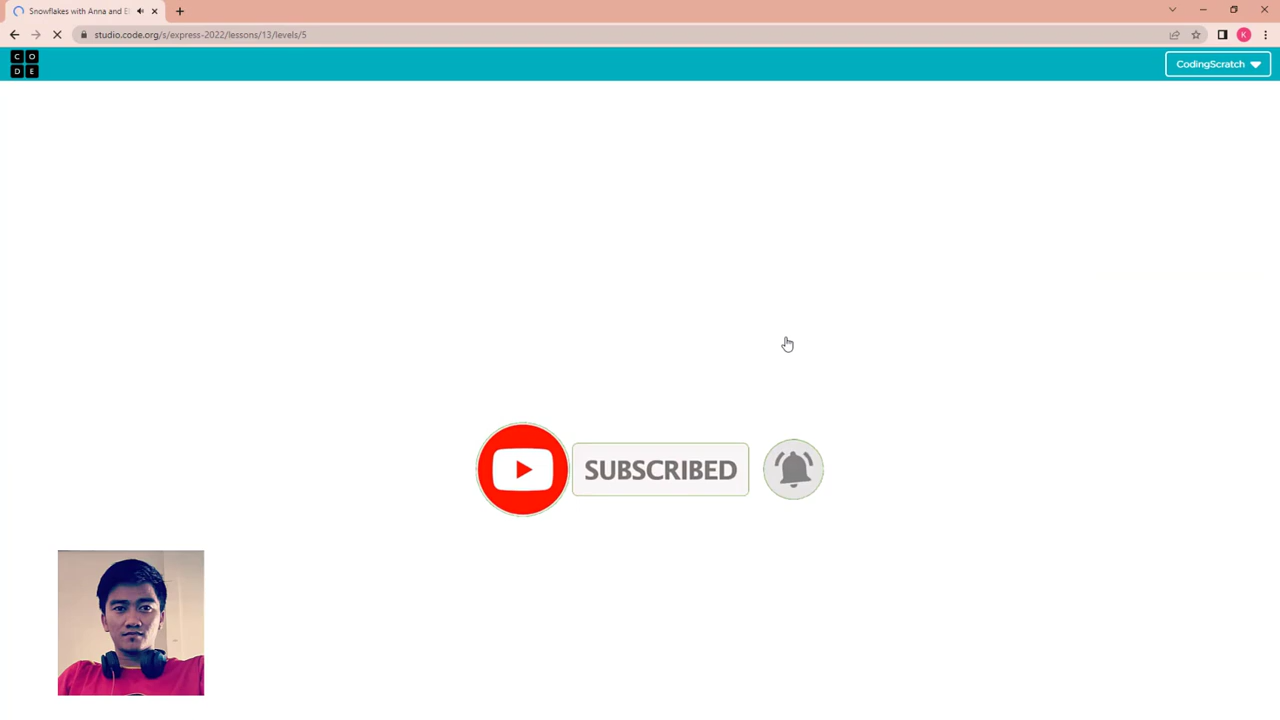 Snowflakes with Anna and El
studio.code.org/s/express-2022/lessons/13/levels/5
K
C O
D E
CodingScratch
SUBSCRIBED